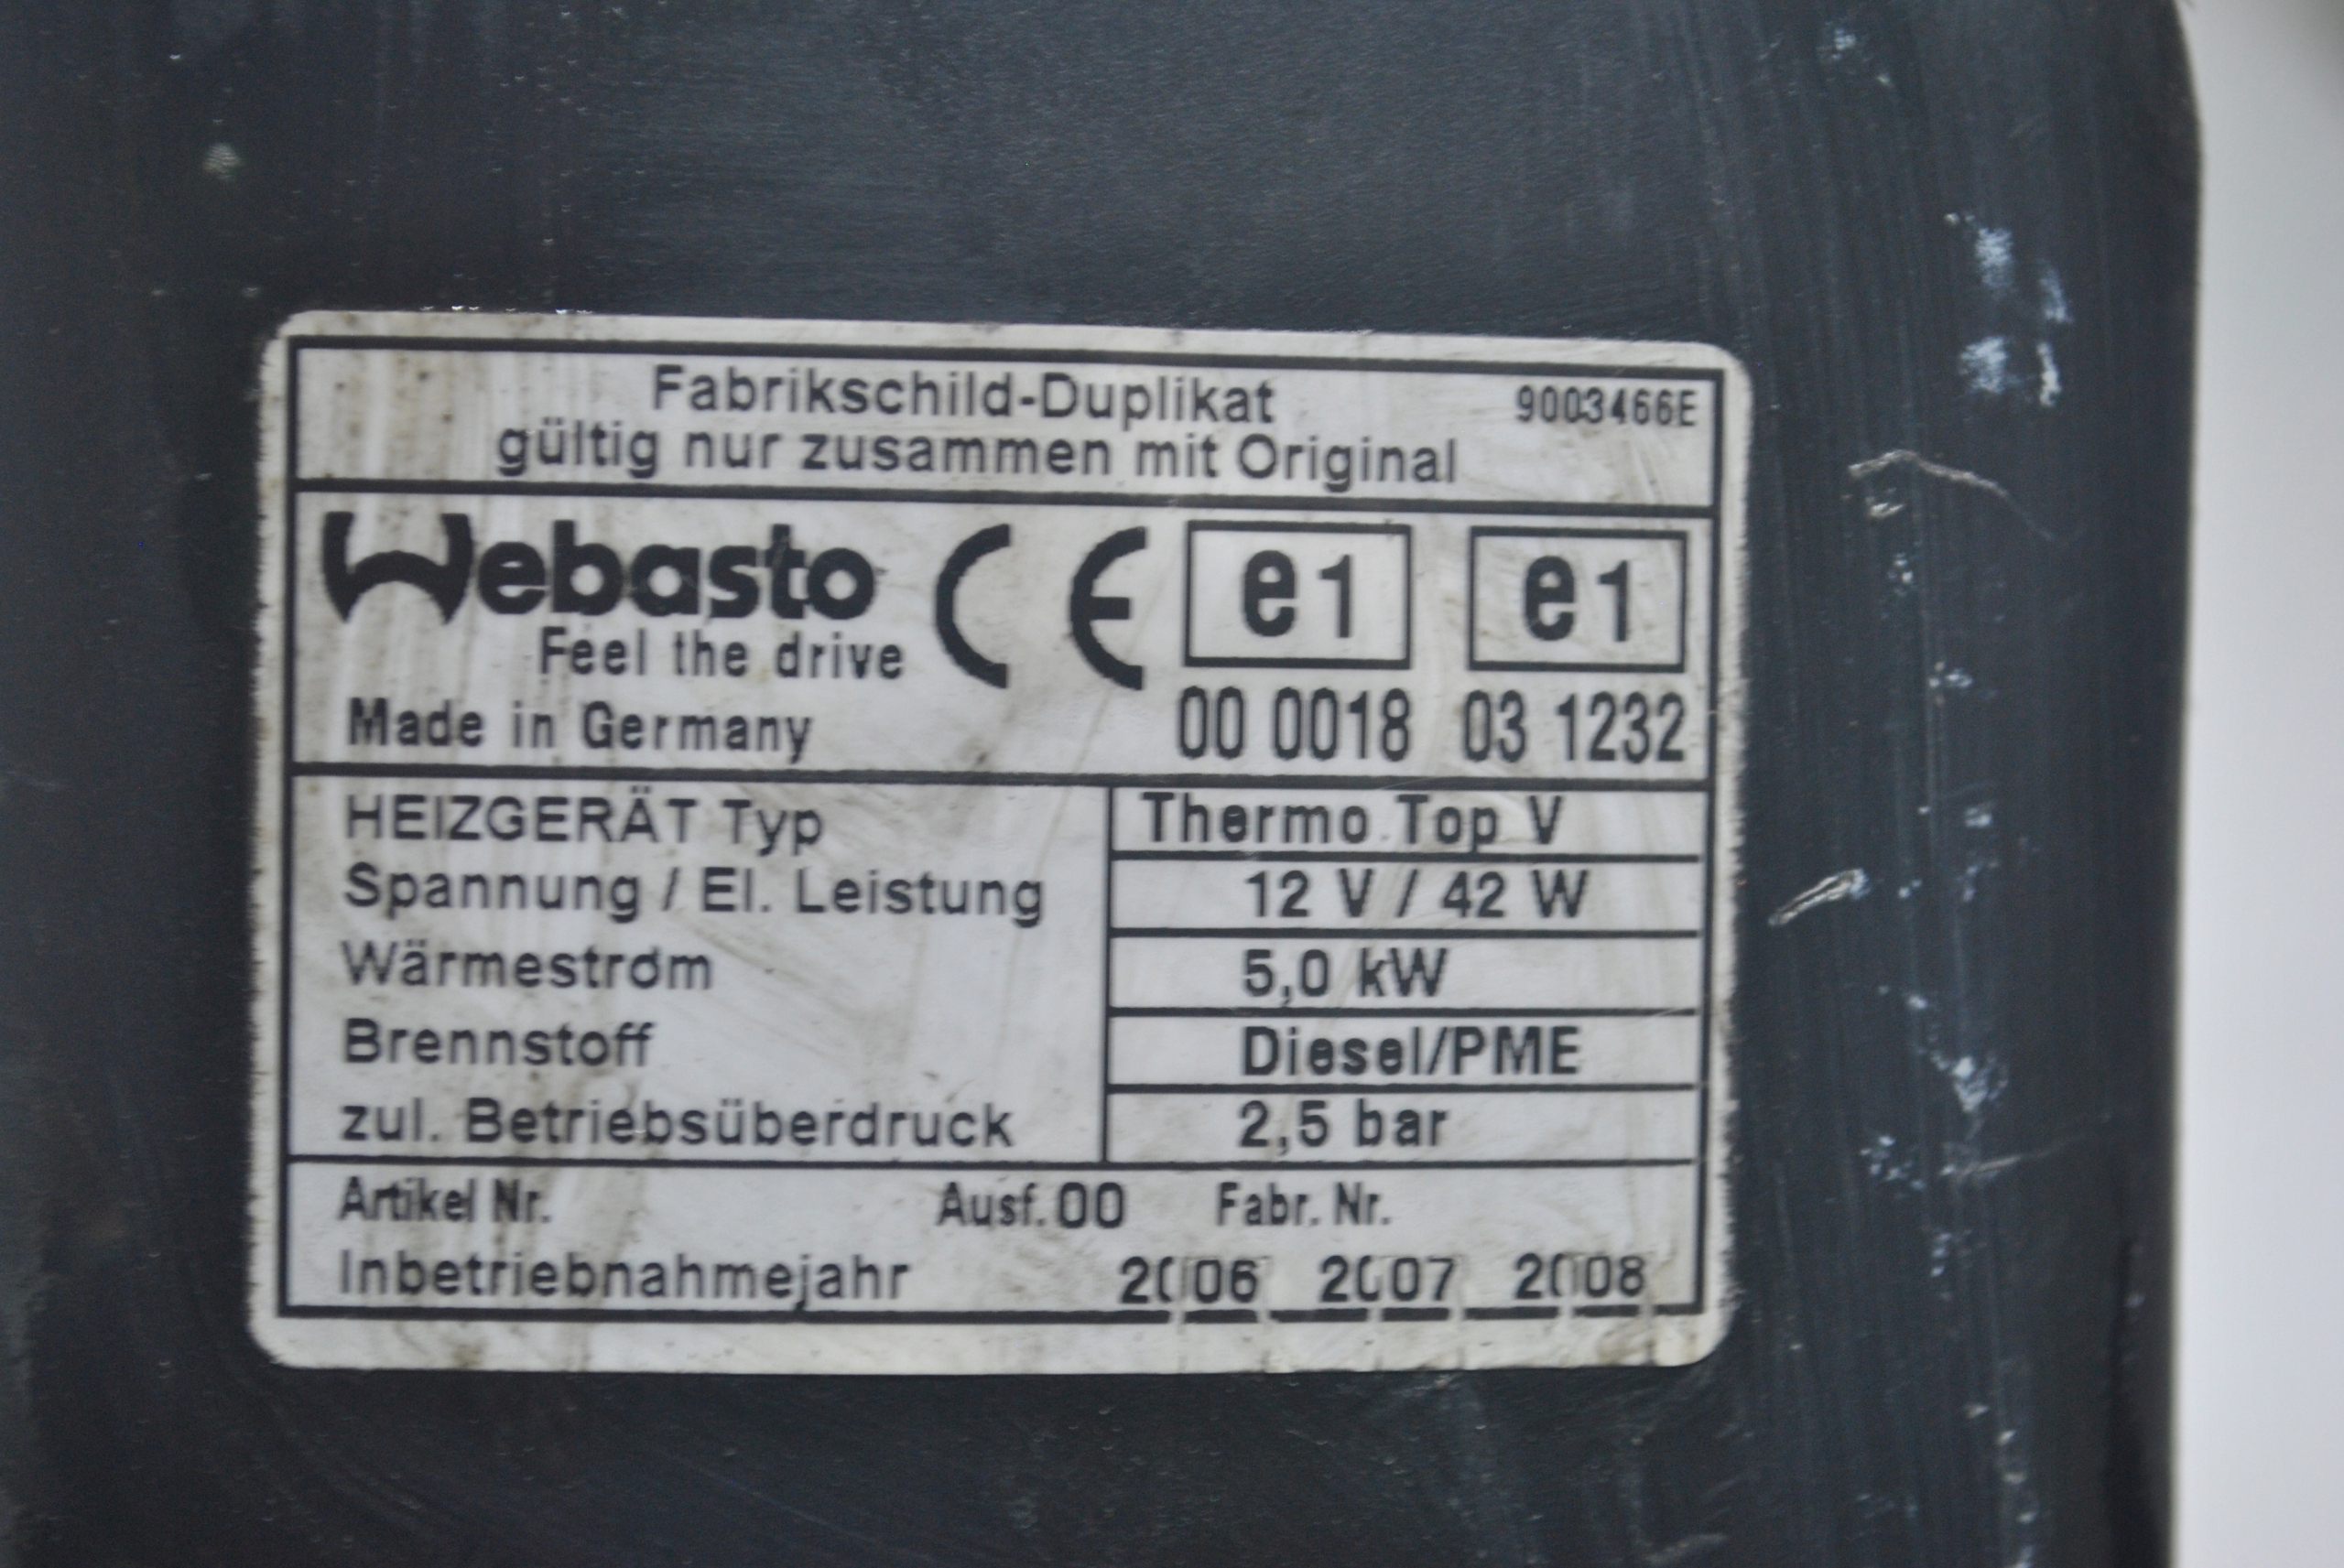 Fabrikschild-Duplikat 9003466E
gültig nur zusammen mit Original
Webasto CE e1 e1
Feel the drive
Made in Germany 00 0018 03 1232
HEIZGERÄT Typ Thermo Top V
Spannung / El. Leistung 12 V / 42 W
Wärmestrom 5,0 kW
Brennstoff Diesel/PME
zul. Betriebsüberdruck 2,5 bar
Artikel Nr. Ausf. 00 Fabr. Nr.
Inbetriebnahmejahr 2006 2007 2008